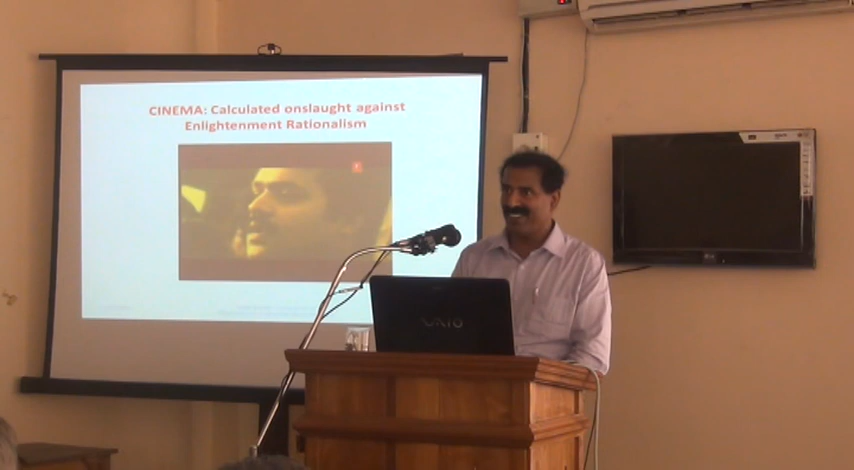 CINEMA: Calculated onslaught against
Enlightenment Rationalism
VAIO